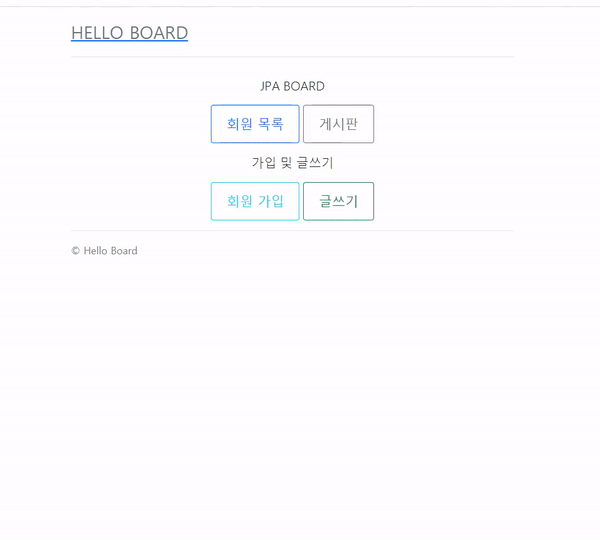 HELLO BOARD
JPA BOARD
회원 목록 게시판
가입 및 글쓰기
회원 가입 글쓰기
© Hello Board